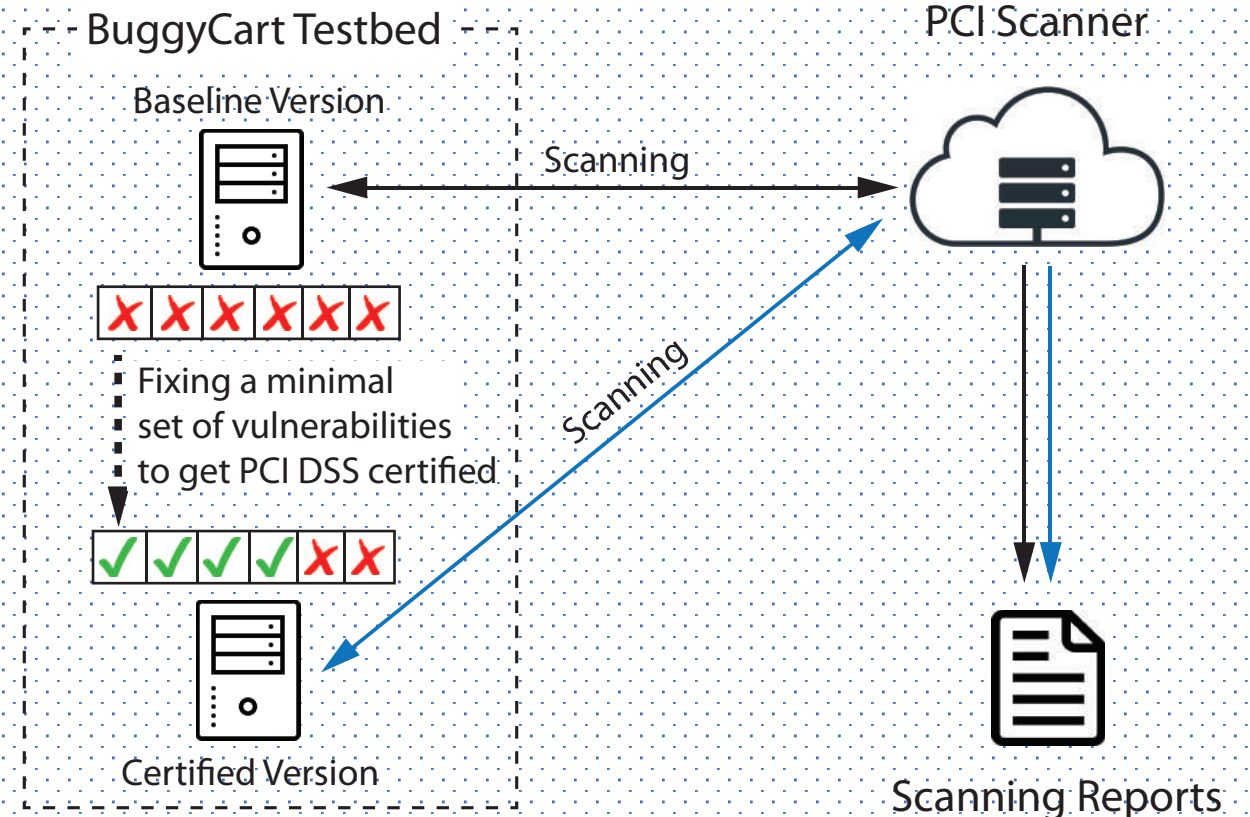 BuggyCart Testbed
PCI Scanner
Baseline Version
Scanning
Fixing a minimal
set of vulnerabilities
to get PCI DSS certified
Scanning
Certified Version
Scanning Reports